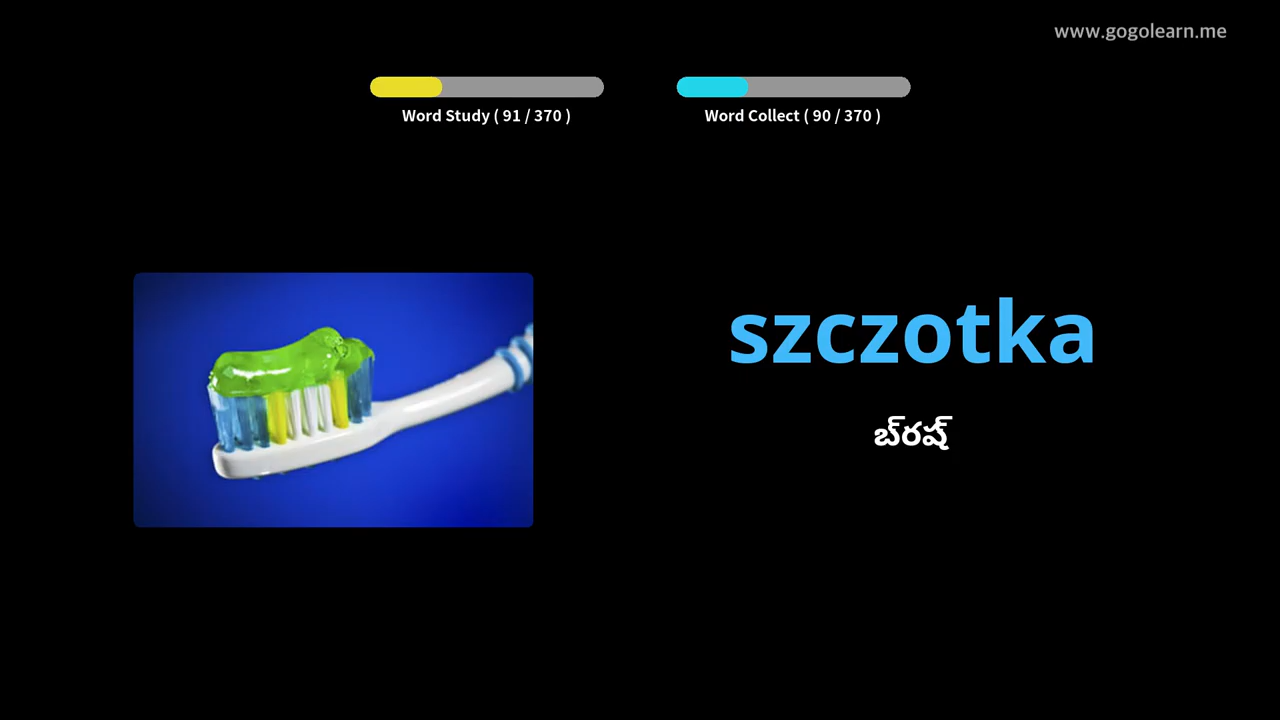 www.gogolearn.me
Word Study ( 91 / 370 )
Word Collect ( 90 / 370 )
szczotka
బ్‌రష్